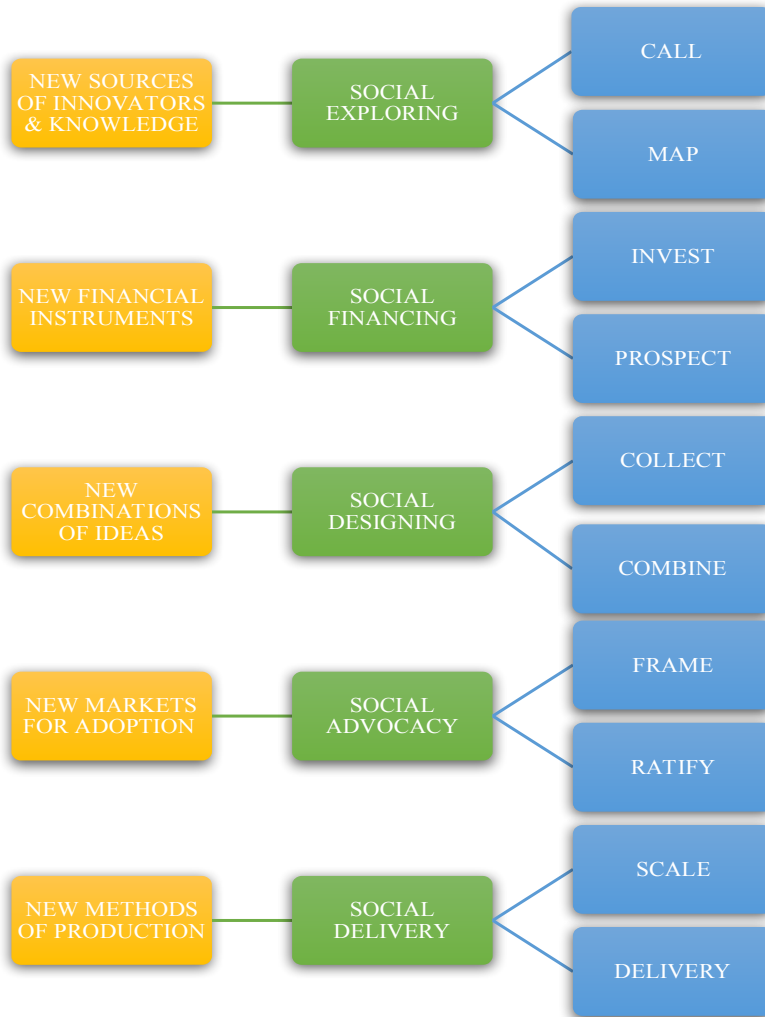 NEW SOURCES
OF INNOVATORS
& KNOWLEDGE
SOCIAL
EXPLORING
CALL
MAP
NEW FINANCIAL
INSTRUMENTS
SOCIAL
FINANCING
INVEST
PROSPECT
NEW
COMBINATIONS
OF IDEAS
SOCIAL
DESIGNING
COLLECT
COMBINE
NEW MARKETS
FOR ADOPTION
SOCIAL
ADVOCACY
FRAME
RATIFY
NEW METHODS
OF PRODUCTION
SOCIAL
DELIVERY
SCALE
DELIVERY